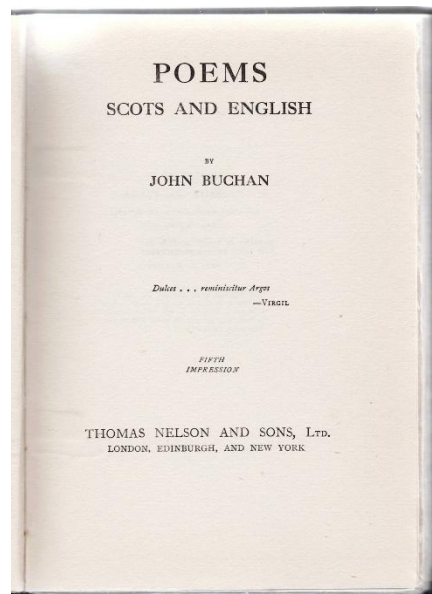 POEMS
SCOTS AND ENGLISH
BY
JOHN BUCHAN
Dulces . . . reminiscitur Argos
—VIRGIL
FIFTH
IMPRESSION
THOMAS NELSON AND SONS, LTD.
LONDON, EDINBURGH, AND NEW YORK